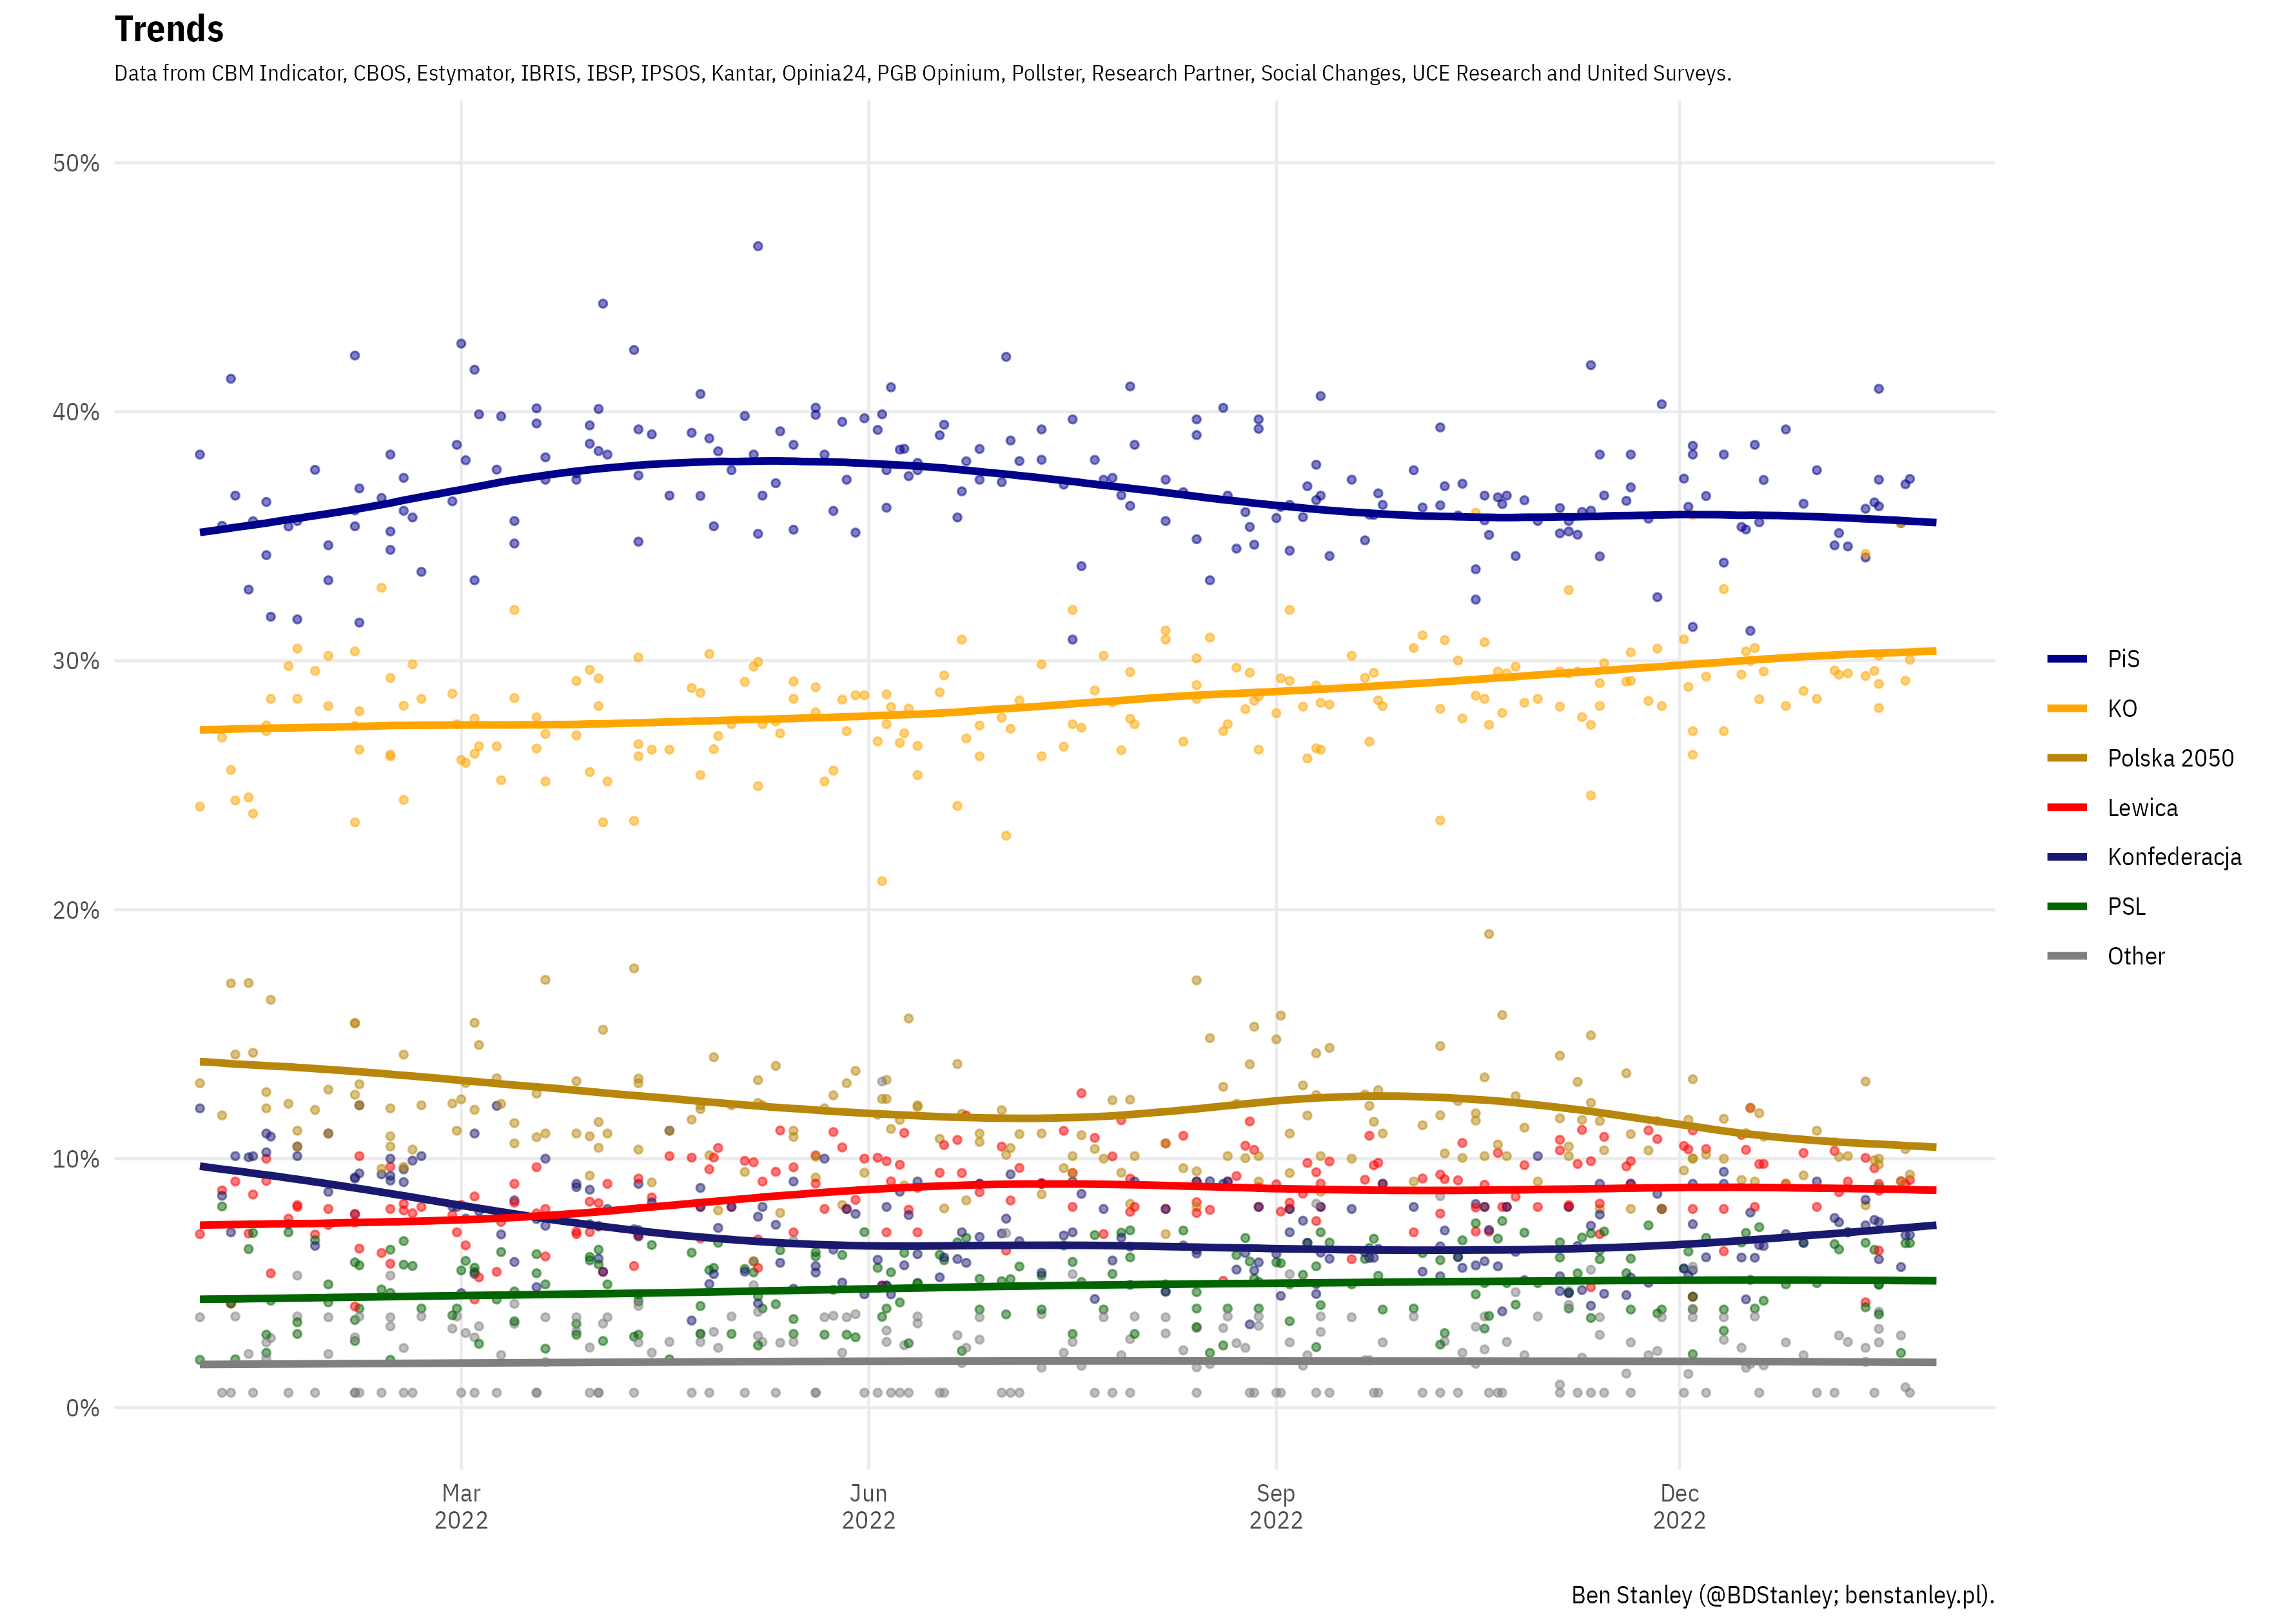 Trends
Data from CBM Indicator, CBOS, Estymator, IBRIS, IBSP, IPSOS, Kantar, Opinia24, PGB Opinium, Pollster, Research Partner, Social Changes, UCE Research and United Surveys.
50%
40%
30%
20%
10%
0%
PiS
KO
Polska 2050
Lewica
Konfederacja
PSL
Other
Mar
2022
Jun
2022
Sep
2022
Dec
2022
Ben Stanley (@BDStanley; benstanley.pl).